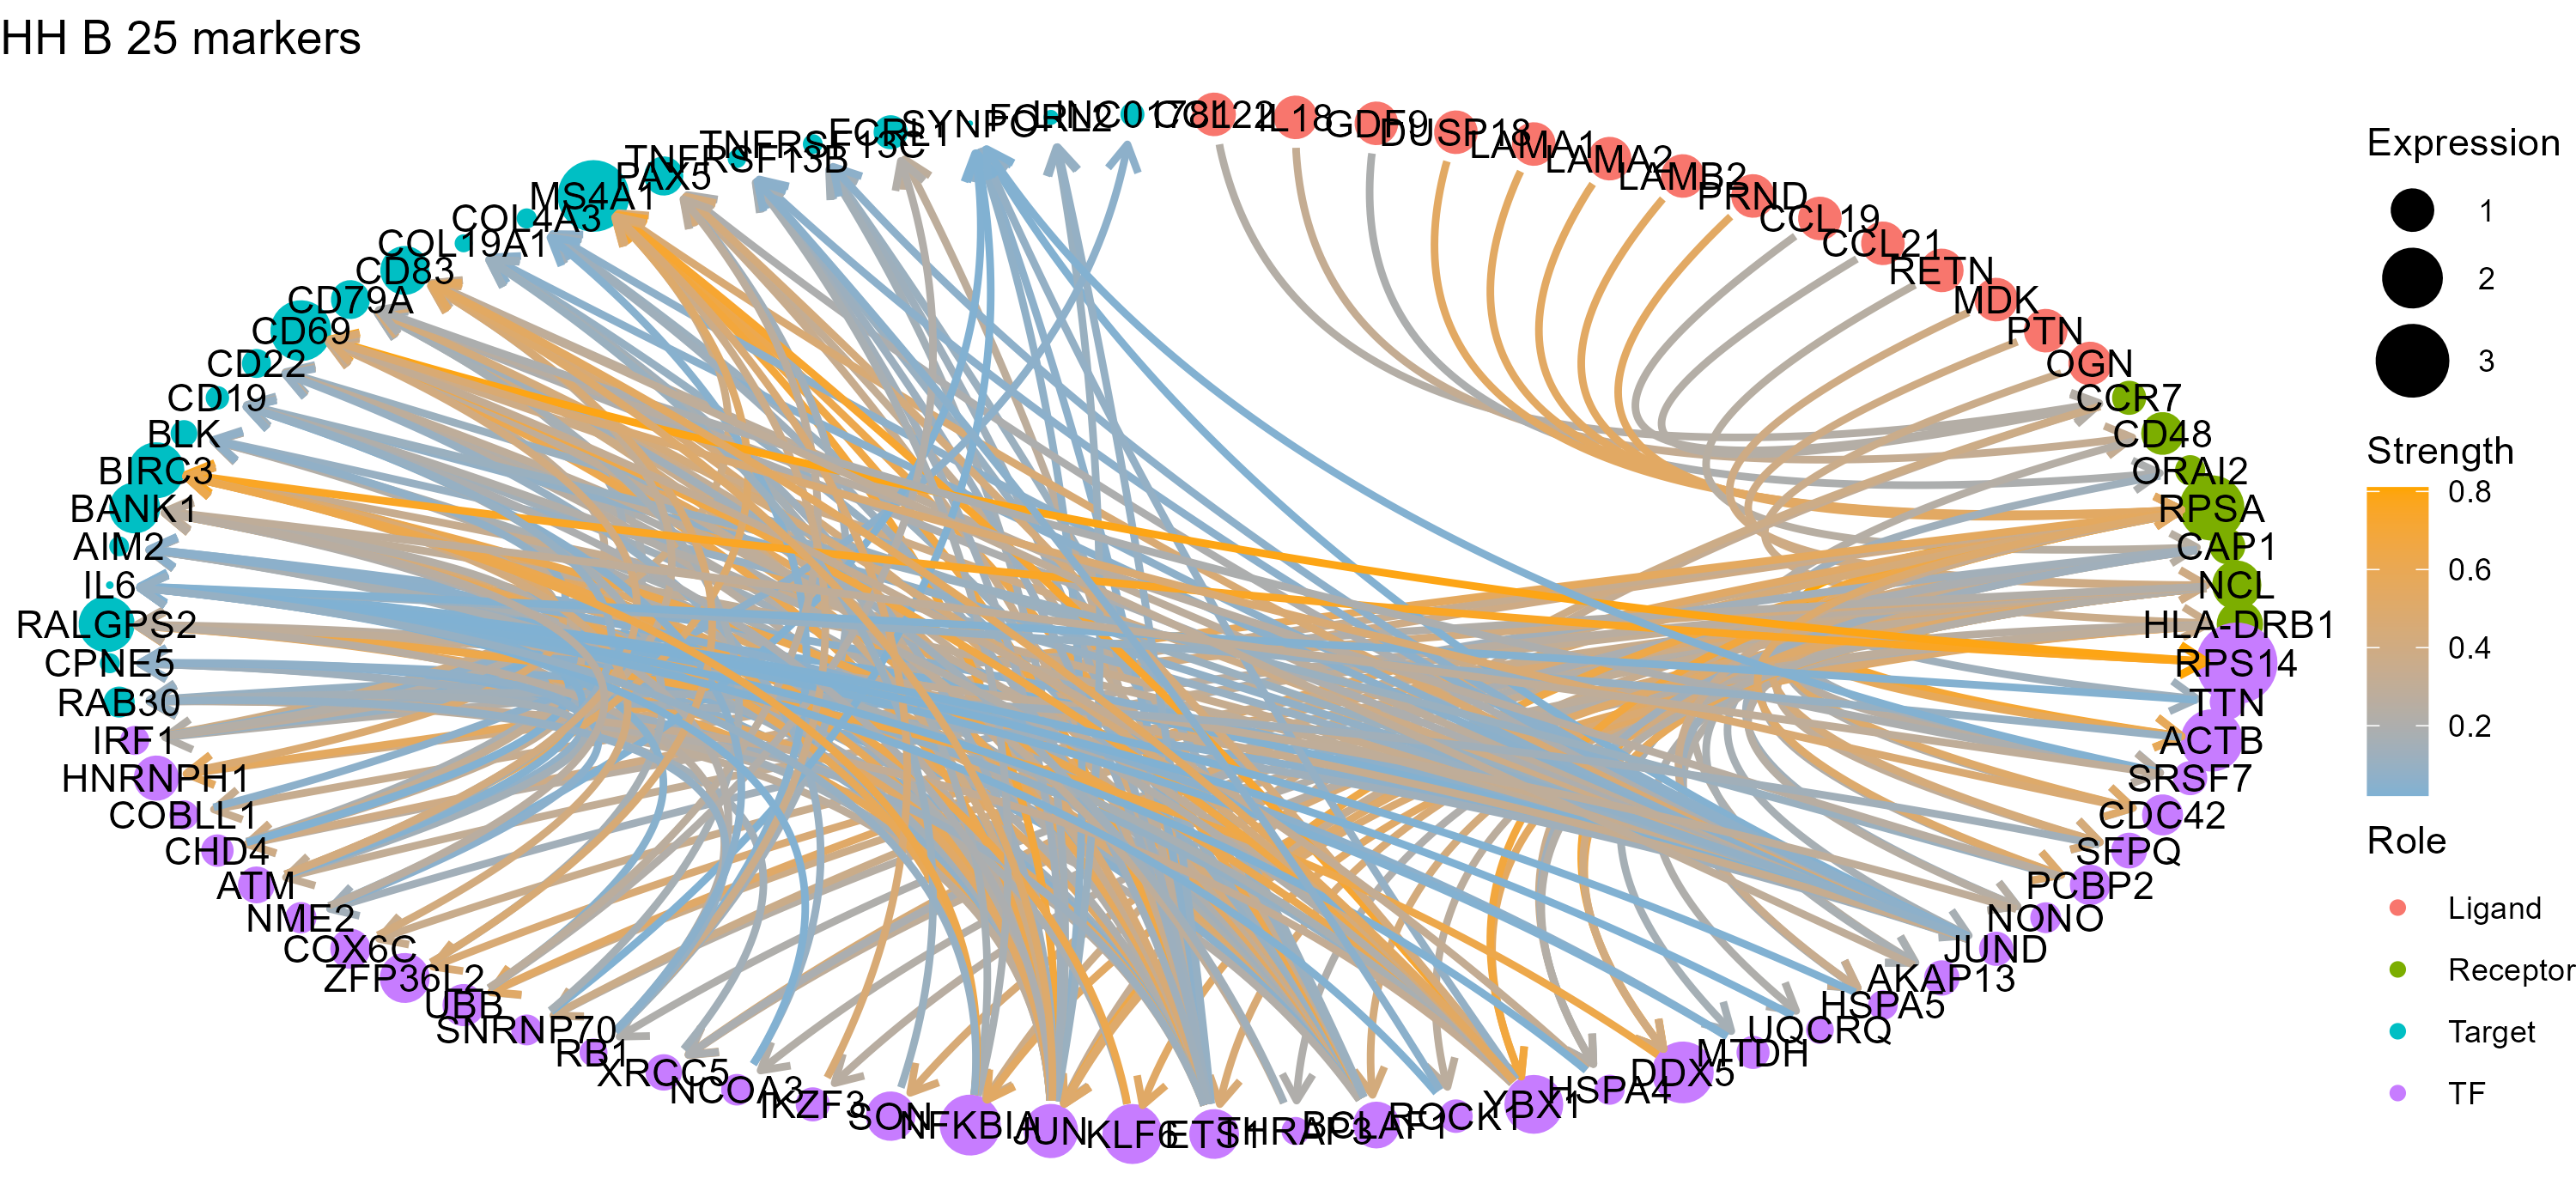 HH B 25 markers
CCL22
IL18
GDF9
DUSP18
LAMA1
LAMA2
LAMB2
PRND
CCL19
CCL21
RETN
MDK
PTN
OGN
CCR7
CD48
ORAI2
RPSA
CAP1
NCL
HLA-DRB1
RPS14
TTN
ACTB
SRSF7
CDC42
SFPQ
PCBP2
NONO
JUND
AKAP13
HSPA5
UQCRQ
MTDH
DDX5
HSPA4
YBX1
ROCK1
BCLAF1
THRAP3
ETS1
KLF6
JUN
NFKBIA
SON
IKZF3
NCOA3
XRCC5
RB1
SNRNP70
UBB
ZFP36L2
COX6C
NME2
ATM
CHD4
COBLL1
HNRNPH1
IRF1
RAB30
CPNE5
RALGPS2
IL6
AIM2
BANK1
BIRC3
BLK
CD19
CD22
CD69
CD79A
CD83
COL19A1
COL4A3
MS4A1
PAX5
TNFRSF13B
TNFRSF13C
FCRL1
SYNPO
Expression
1
2
3
Strength
0.8
0.6
0.4
0.2
Role
Ligand
Receptor
Target
TF